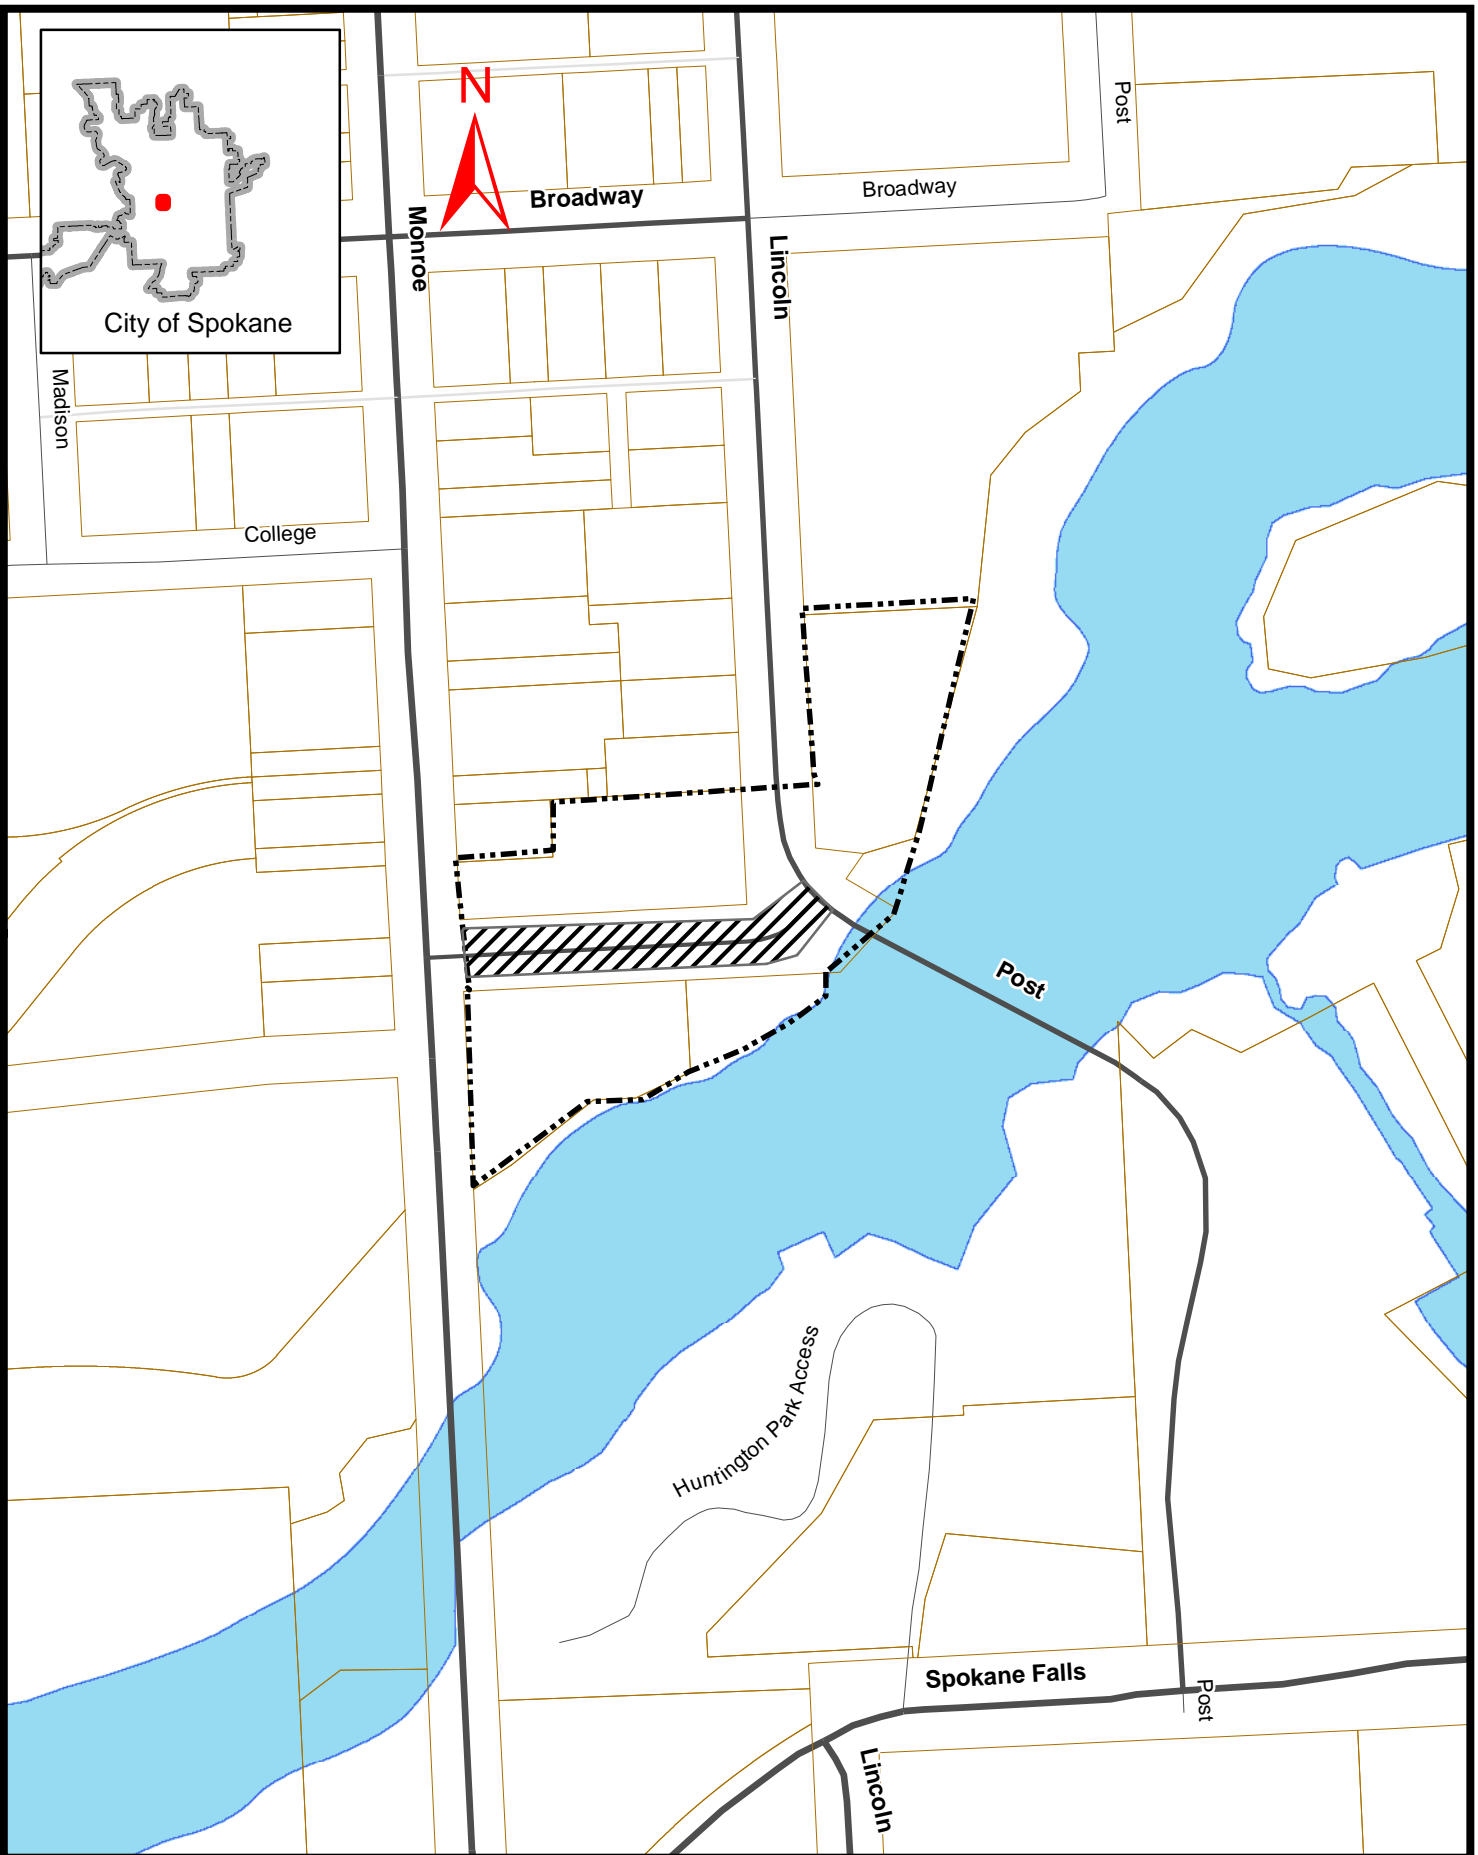 Post
N
Broadway
Broadway
Monroe
Lincoln
City of Spokane
Madison
College
Post
Huntington Park Access
Spokane Falls
Post
Lincoln